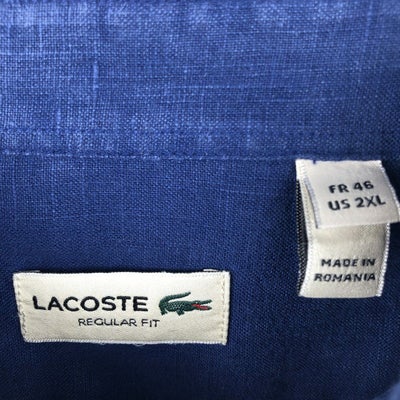 FR 46
US 2XL
MADE IN
ROMANIA
LACOSTE
REGULAR FIT